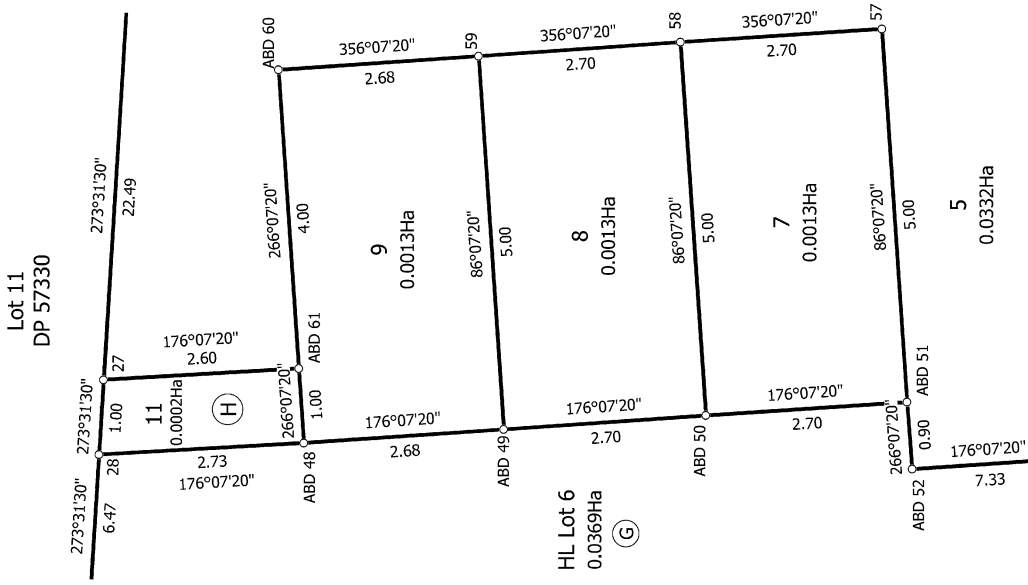 Lot 11
DP 57330
273°31'30"
22.49
273°31'30"
1.00
273°31'30"
6.47
27
28
176°07'20"
2.60
11
0.0002Ha
H
2.73
176°07'20"
266°07'20"
1.00
ABD 61
ABD 48
ABD 60
266°07'20"
4.00
356°07'20"
2.68
59
9
0.0013Ha
176°07'20"
2.68
ABD 49
86°07'20"
5.00
356°07'20"
2.70
58
8
0.0013Ha
176°07'20"
2.70
ABD 50
86°07'20"
5.00
356°07'20"
2.70
57
7
0.0013Ha
176°07'20"
2.70
ABD 51
86°07'20"
5.00
266°07'20"
0.90
ABD 52
176°07'20"
7.33
5
0.0332Ha
HL Lot 6
0.0369Ha
G